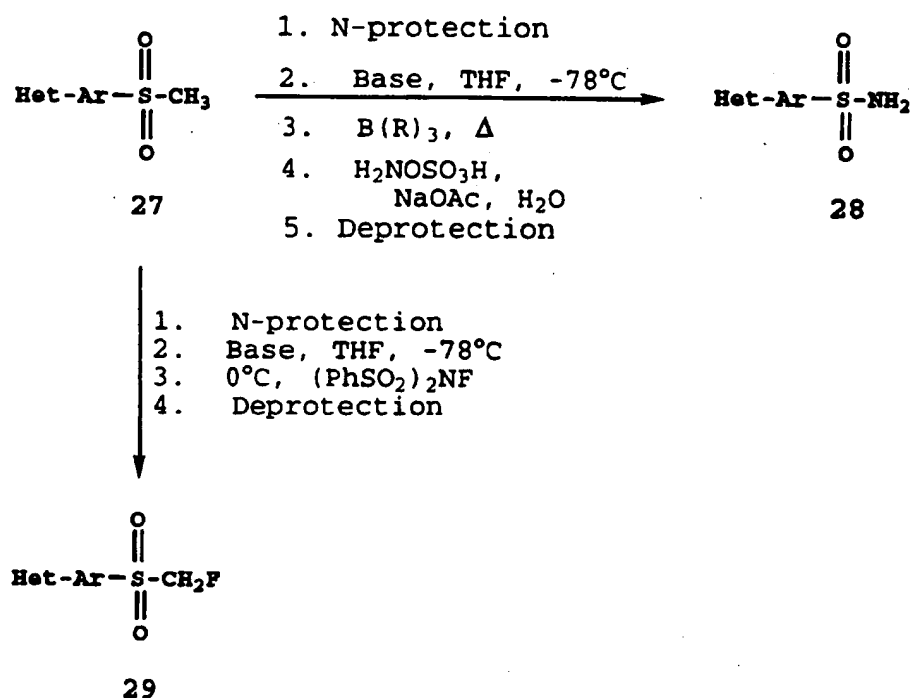 1. N-protection
2. Base, THF, -78°C
3. B(R)₃, Δ
4. H₂NOSO₃H,
NaOAc, H₂O
5. Deprotection
O
Het-Ar-S-CH₃
O
27
O
Het-Ar-S-NH₂
O
28
1. N-protection
2. Base, THF, -78°C
3. 0°C, (PhSO₂)₂NF
4. Deprotection
O
Het-Ar-S-CH₂F
O
29